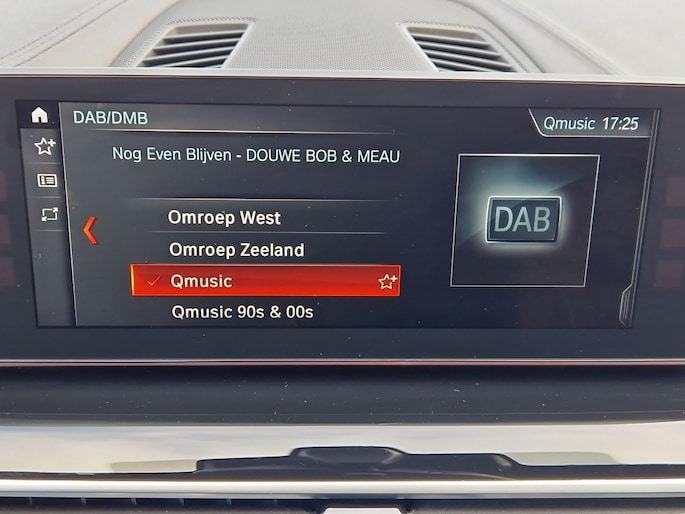 DAB/DMB
Qmusic 17:25
Nog Even Blijven - DOUWE BOB & MEAU
DAB
Omroep West
Omroep Zeeland
Qmusic
Qmusic 90s & 00s